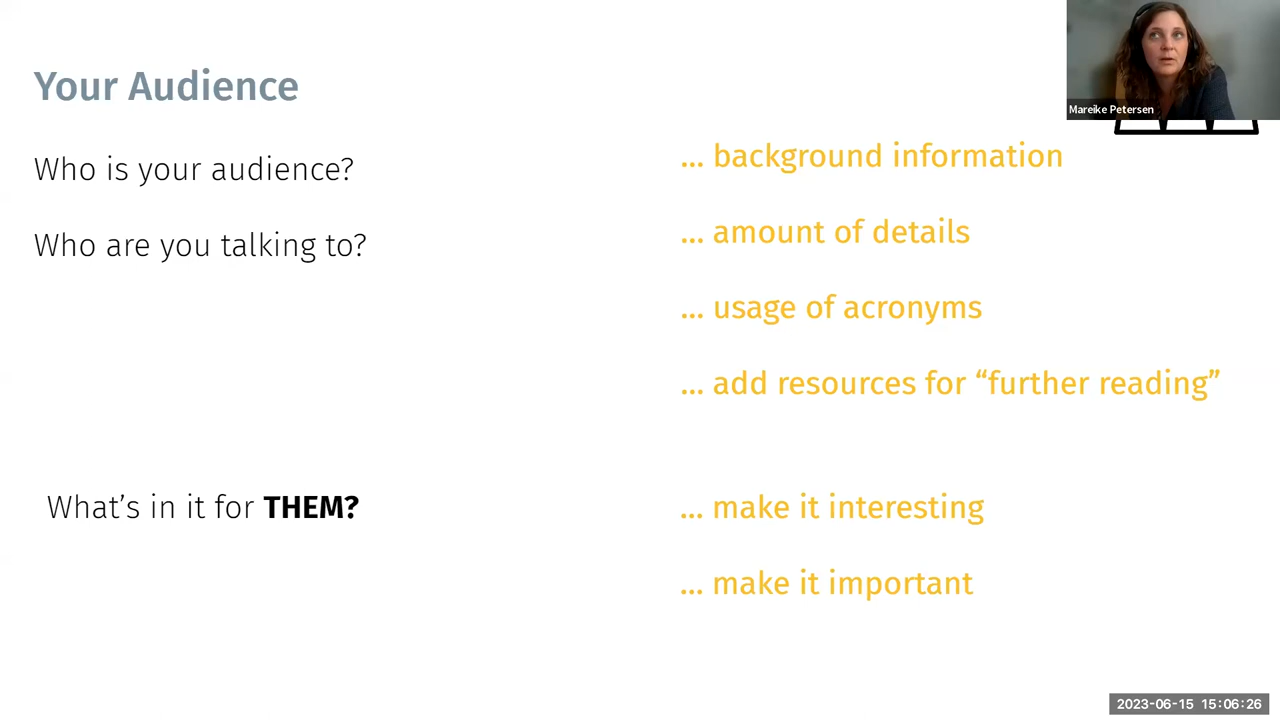 Your Audience
Mareike Petersen
Who is your audience?
... background information
Who are you talking to?
... amount of details
... usage of acronyms
... add resources for “further reading”
What’s in it for THEM?
... make it interesting
... make it important
2023-06-15 15:06:26